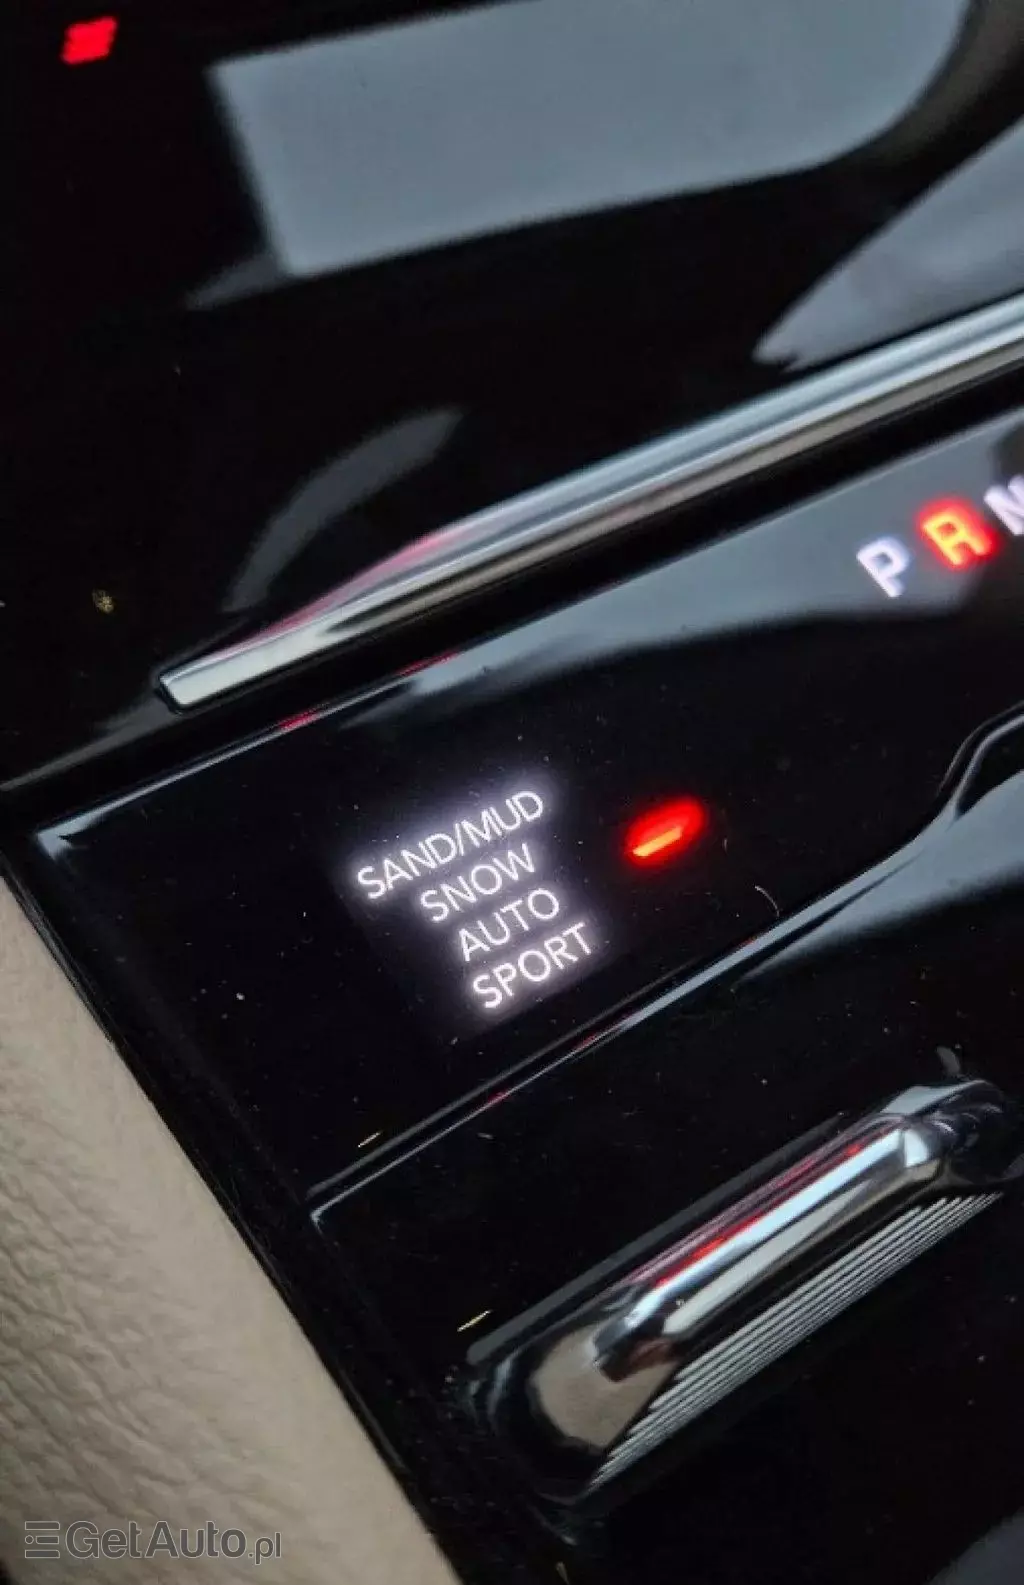 P R N
SAND/MUD
SNOW
AUTO
SPORT
GetAuto.pl